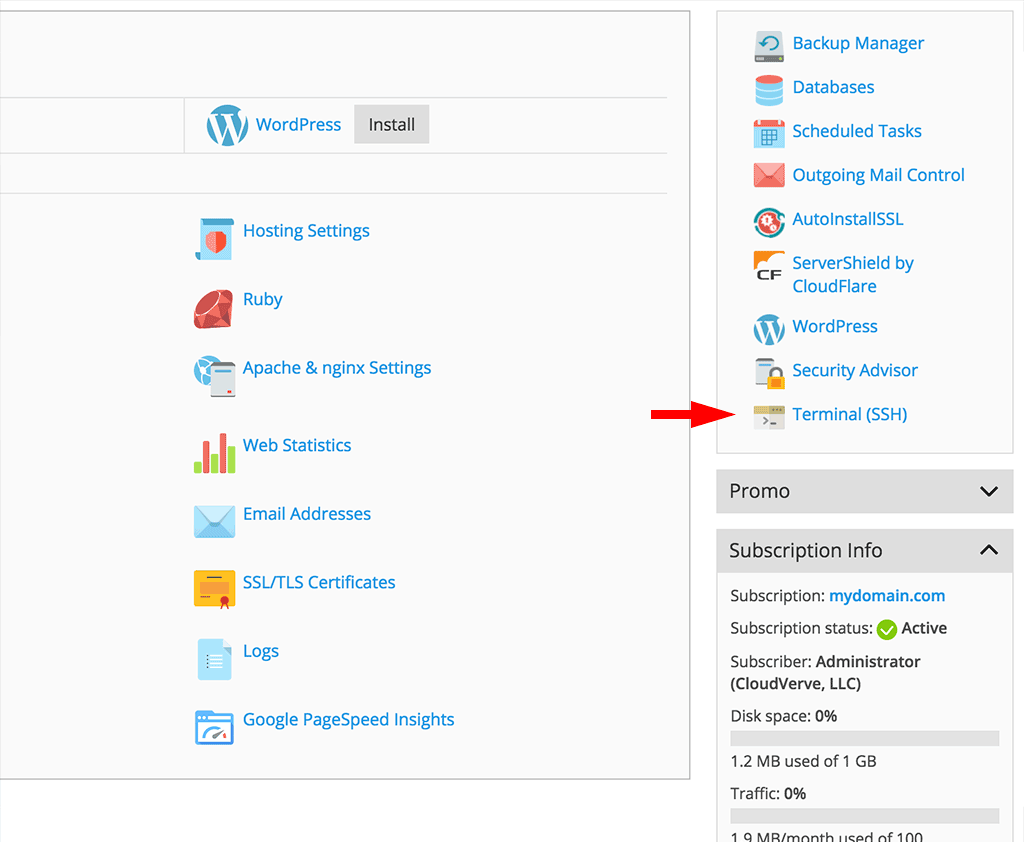 WordPress
Install
Hosting Settings
Ruby
Apache & nginx Settings
Web Statistics
Email Addresses
SSL/TLS Certificates
Logs
Google PageSpeed Insights
Backup Manager
Databases
Scheduled Tasks
Outgoing Mail Control
AutoInstallSSL
CF
ServerShield by
CloudFlare
WordPress
Security Advisor
Terminal (SSH)
Promo
Subscription Info
Subscription: mydomain.com
Subscription status: Active
Subscriber: Administrator
(CloudVerve, LLC)
Disk space: 0%
1.2 MB used of 1 GB
Traffic: 0%
1.9 MB/month used of 100